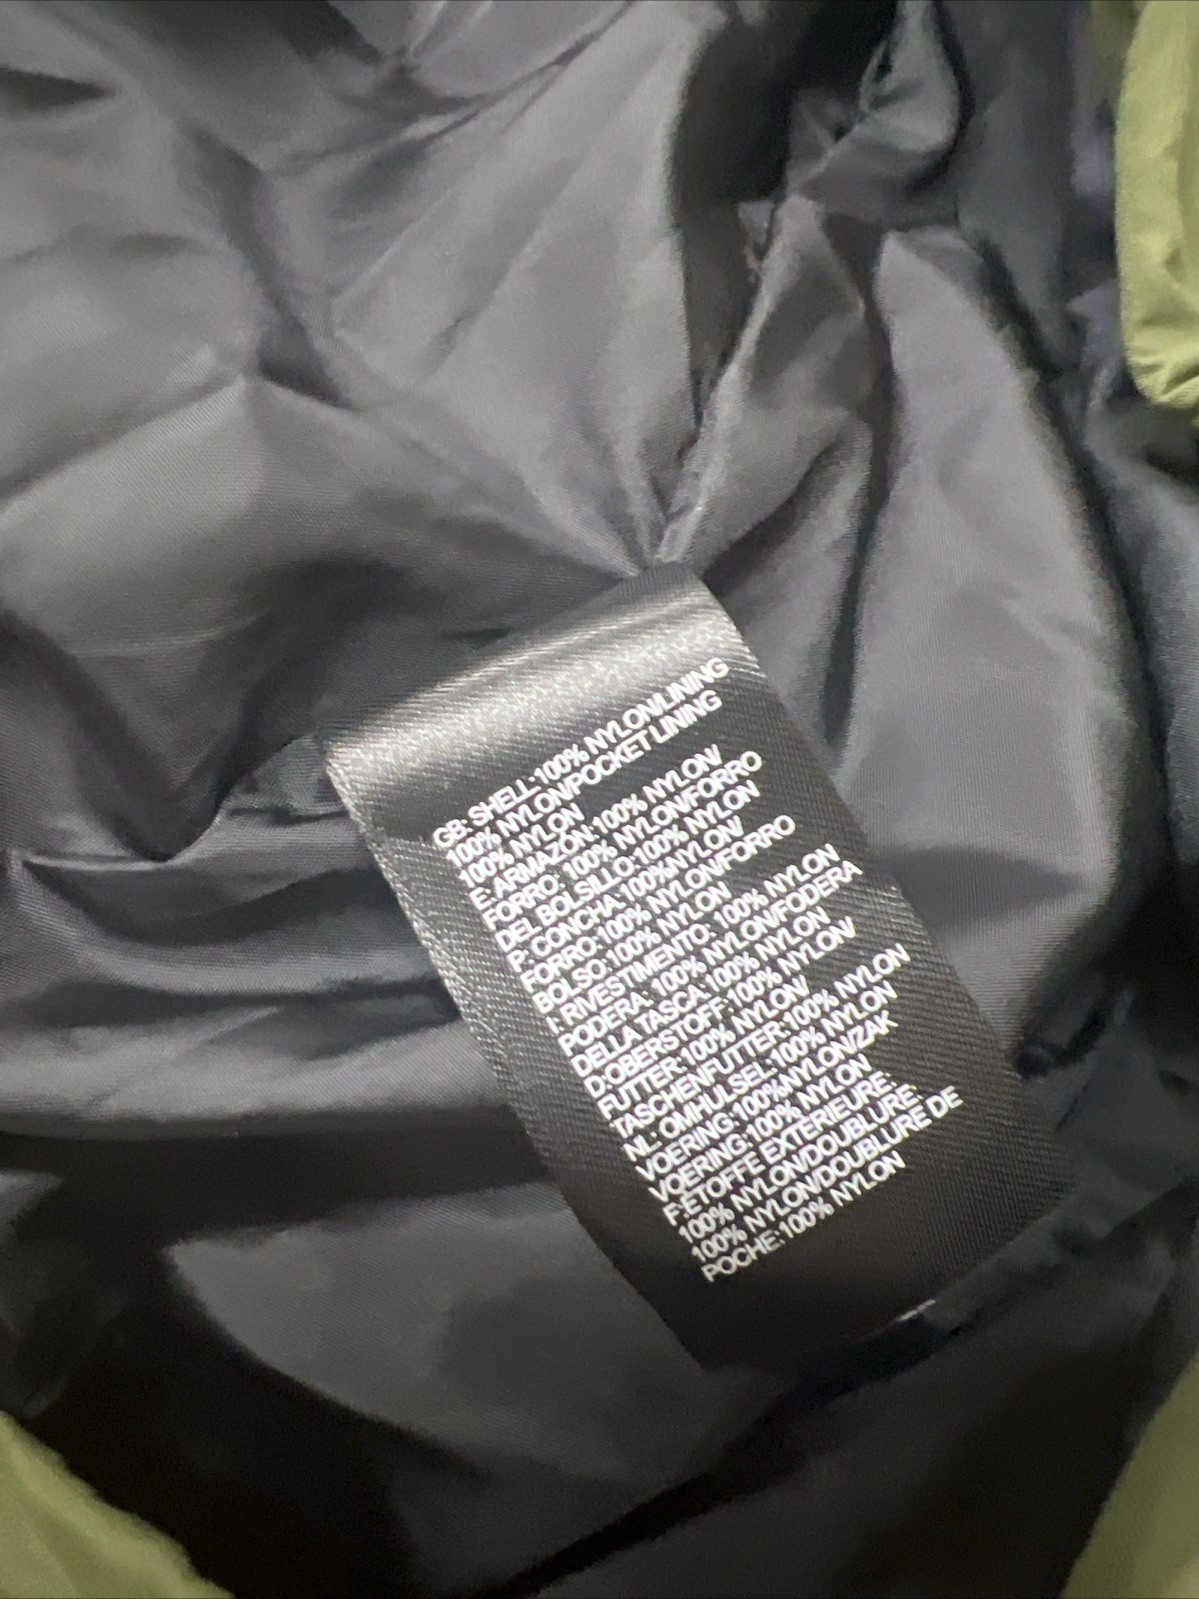 GB: SHELL:100% NYLON/LINING
100% NYLON/POCKET LINING
100% NYLON
E: ARMAZÓN:100% NYLON/
FORRO: 100% NYLON/FORRO
DEL BOLSILLO:100% NYLON
P:CONCHA:100%NYLON/
FORRO:100% NYLON/FORRO
BOLSO:100% NYLON
I: RIVESTIMENTO: 100% NYLON
PODERA: 100% NYLON/FODERA
DELLA TASCA:100% NYLON
D:OBERSTOFF:100% NYLON/
FUTTER:100% NYLON/
TASCHENFUTTER:100% NYLON
NL: OMHULSEL:100% NYLON
VOERING:100%NYLON/ZAK
VOERING:100% NYLON
F:ÉTOFFE EXTERIEURE:
100% NYLON/DOUBLURE:
100% NYLON/DOUBLURE DE
POCHE:100% NYLON